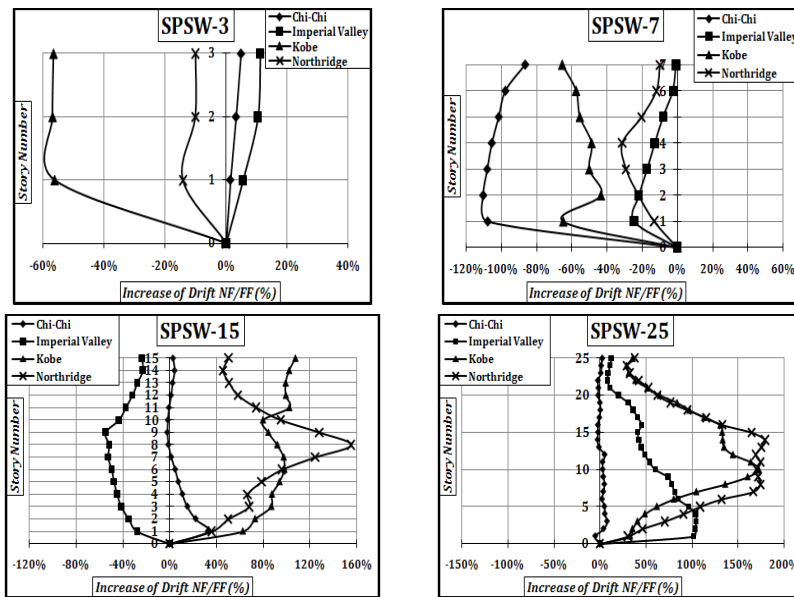 SPSW-3
Chi-Chi
Imperial Valley
Kobe
Northridge
3
2
1
0
Story Number
-60% -40% -20% 0% 20% 40%
Increase of Drift NF/FF (%)
SPSW-7
Chi-Chi
Imperial Valley
Kobe
Northridge
7
6
5
4
3
2
1
0
Story Number
-120% -100% -80% -60% -40% -20% 0% 20% 40% 60%
Increase of Drift NF/FF (%)
SPSW-15
Chi-Chi
Imperial Valley
Kobe
Northridge
15
14
13
12
11
10
9
8
7
6
5
4
3
2
1
0
Story Number
-120% -80% -40% 0% 40% 80% 120% 160%
Increase of Drift NF/FF (%)
SPSW-25
Chi-Chi
Imperial Valley
Kobe
Northridge
25
20
15
10
5
0
Story Number
-150% -100% -50% 0% 50% 100% 150% 200%
Increase of Drift NF/FF (%)